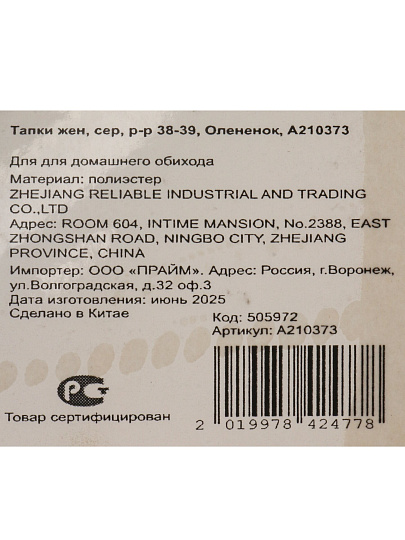 Тапки жен, сер, р-р 38-39, Олененок, А210373
Для для домашнего обихода
Материал: полиэстер
ZHEJIANG RELIABLE INDUSTRIAL AND TRADING
CO.,LTD
Адрес: ROOM 604, INTIME MANSION, No.2388, EAST
ZHONGSHAN ROAD, NINGBO CITY, ZHEJIANG
PROVINCE, CHINA
Импортер: ООО «ПРАЙМ». Адрес: Россия, г.Воронеж,
ул.Волгоградская, д.32 оф.3
Дата изготовления: июнь 2025
Сделано в Китае
Код: 505972
Артикул: А210373
Товар сертифицирован
2 019978 424778